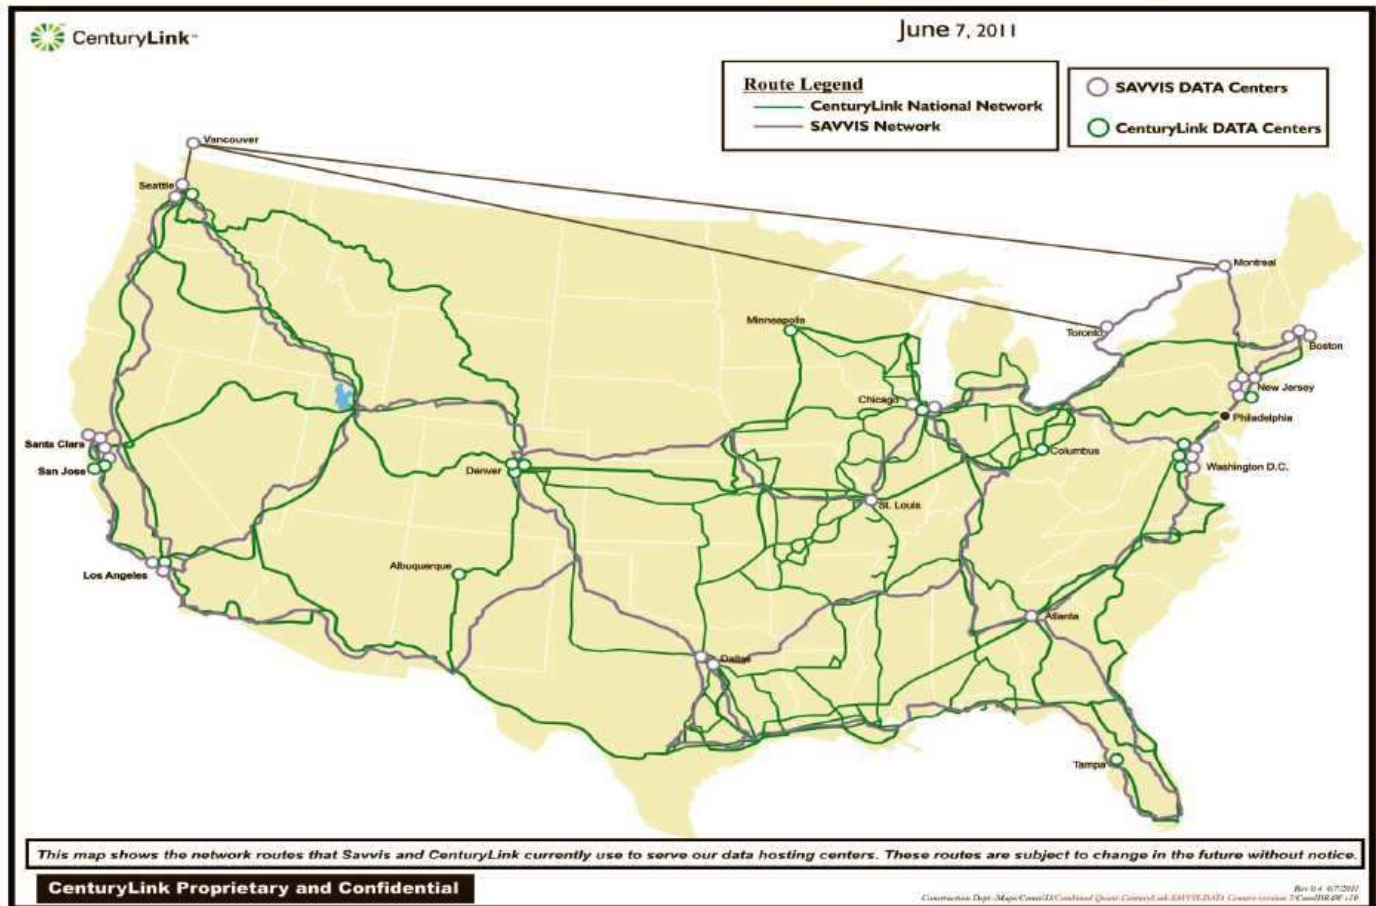 CenturyLink™
June 7, 2011
Route Legend
CenturyLink National Network
SAVVIS Network
SAVVIS DATA Centers
CenturyLink DATA Centers
Vancouver
Seattle
Montreal
Minneapolis
Toronto
Boston
New Jersey
Chicago
Philadelphia
Santa Clara
Columbus
San Jose
Denver
Washington D.C.
St. Louis
Albuquerque
Los Angeles
Atlanta
Dallas
Tampa
This map shows the network routes that Savvis and CenturyLink currently use to serve our data hosting centers. These routes are subject to change in the future without notice.
CenturyLink Proprietary and Confidential